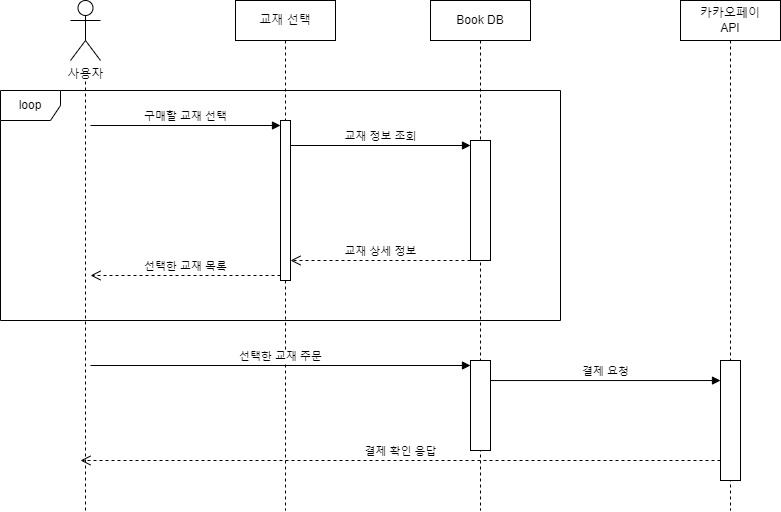 교재 선택
Book DB
카카오페이
API
사용자
loop
구매할 교재 선택
교재 정보 조회
교재 상세 정보
선택한 교재 목록
선택한 교재 주문
결제 요청
결제 확인 응답